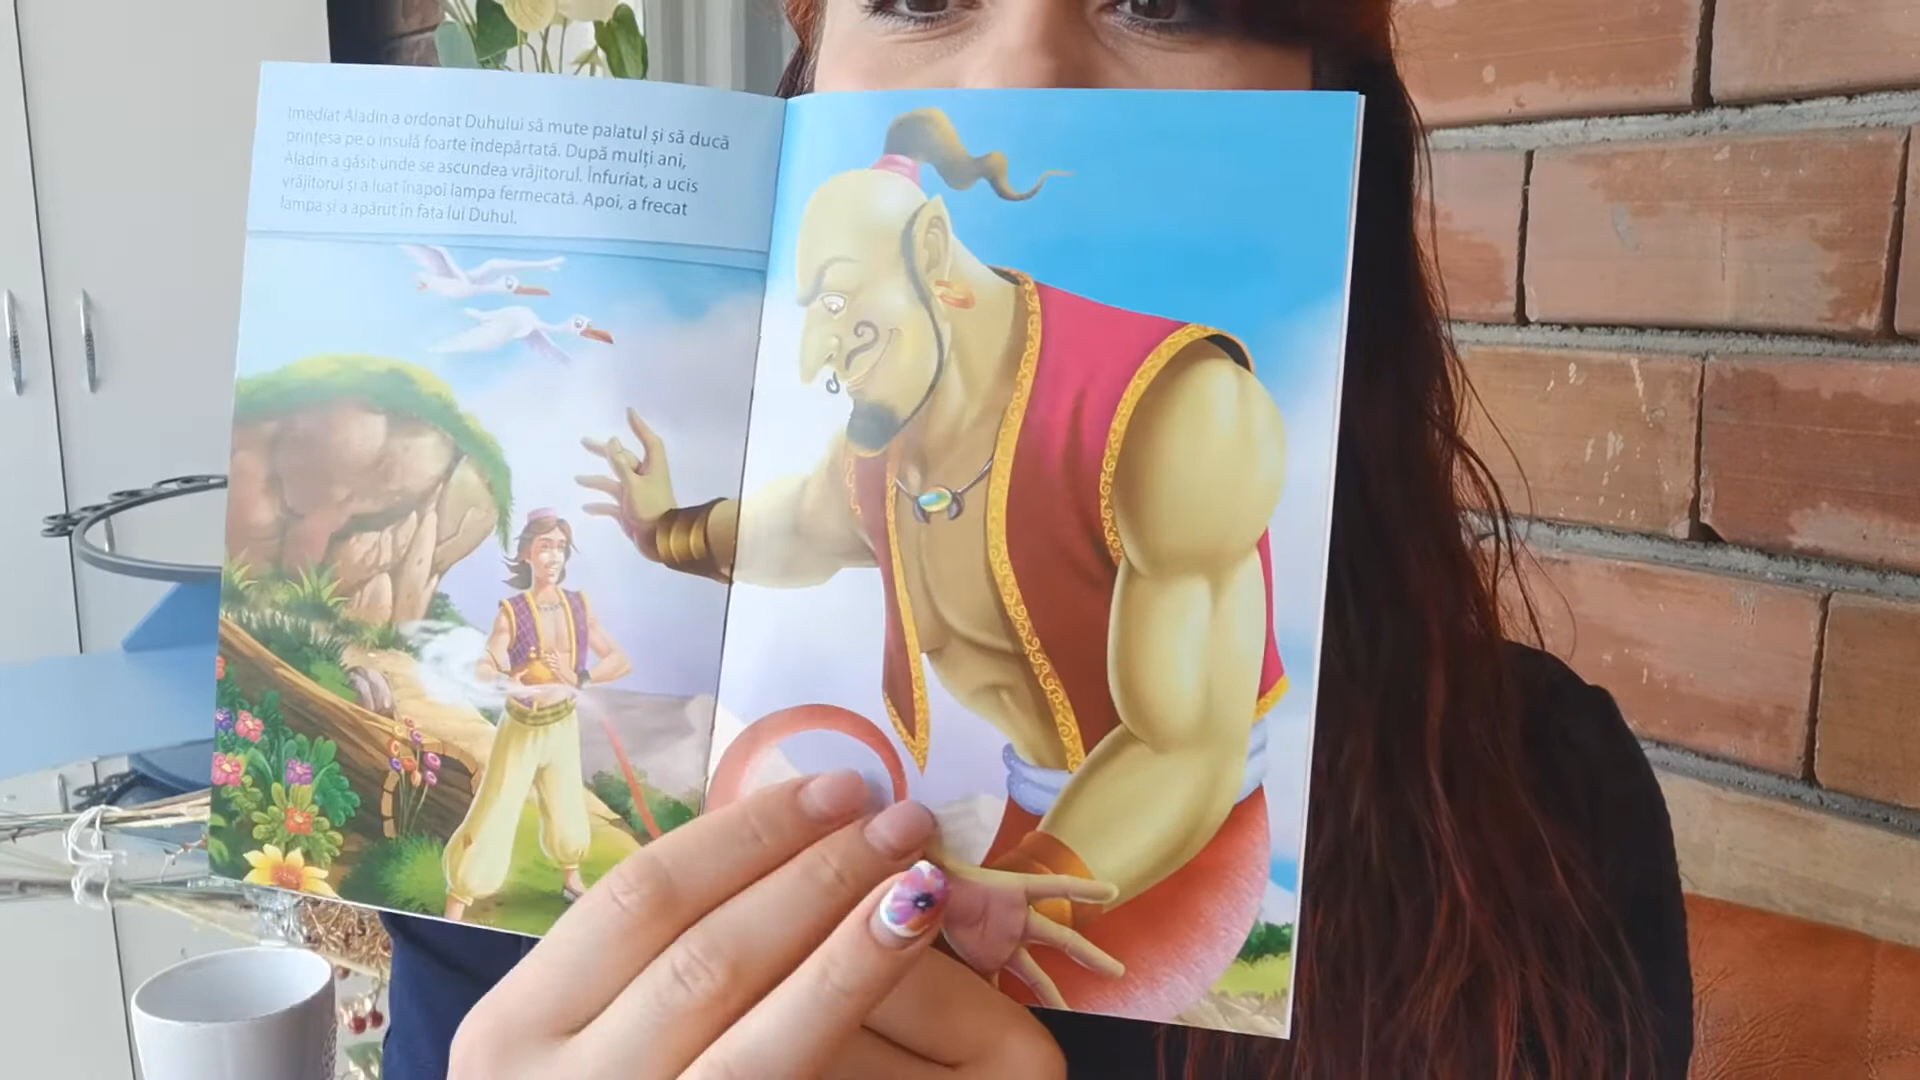 Imediat Aladin a ordonat Duhului să mute palatul și să ducă
prințesa pe o insulă foarte îndepărtată. După mulți ani,
Aladin a găsit unde se ascundea vrăjitorul. Înfuriat, a ucis
vrăjitorul și a luat înapoi lampa fermecată. Apoi, a frecat
lampa și a apărut în fața lui Duhul.